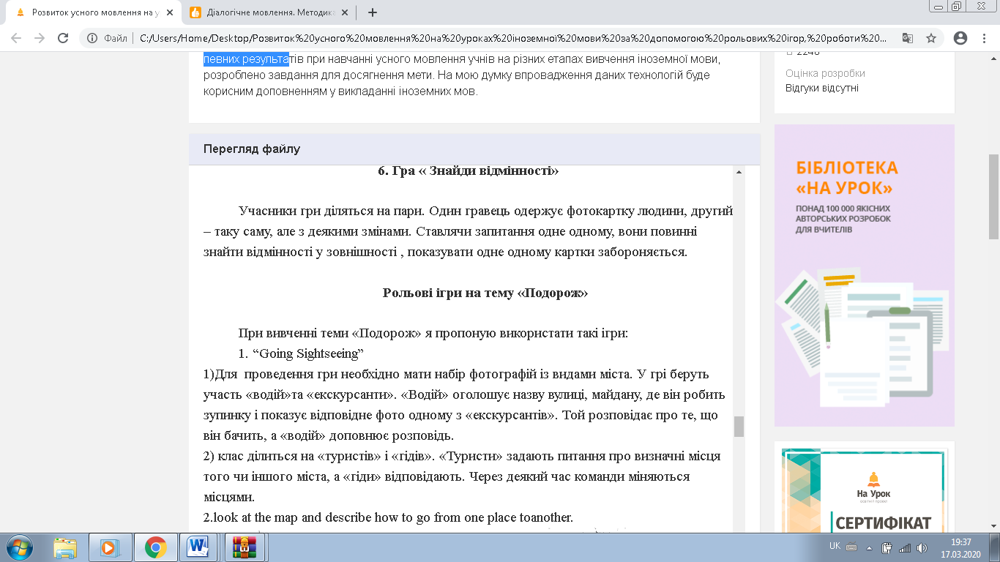 Розвиток усного мовлення на у
Діалогічне мовлення. Методика
Файл
C:/Users/Home/Desktop/Розвиток%20усного%20мовлення%20на%20уроках%20іноземної%20мови%20за%20допомогою%20рольових%20ігор,%20роботи%20...
певних результатів при навчанні усного мовлення учнів на різних етапах вивчення іноземної мови,
розроблено завдання для досягнення мети. На мою думку впровадження даних технологій буде
корисним доповненням у викладанні іноземних мов.
2248
Оцінка розробки
Відгуки відсутні
Перегляд файлу
6. Гра « Знайди відмінності»
Учасники гри діляться на пари. Один гравець одержує фотокартку людини, другий
– таку саму, але з деякими змінами. Ставлячи запитання одне одному, вони повинні
знайти відмінності у зовнішності , показувати одне одному картки забороняється.
Рольові ігри на тему «Подорож»
При вивченні теми «Подорож» я пропоную використати такі ігри:
1. “Going Sightseeing”
1)Для проведення гри необхідно мати набір фотографій із видами міста. У грі беруть
участь «водій»та «екскурсанти». «Водій» оголошує назву вулиці, майдану, де він робить
зупинку і показує відповідне фото одному з «екскурсантів». Той розповідає про те, що
він бачить, а «водій» доповнює розповідь.
2) клас ділиться на «туристів» і «гідів». «Туристи» задають питання про визначні місця
того чи іншого міста, а «гіди» відповідають. Через деякий час команди міняються
місцями.
2.look at the map and describe how to go from one place toanother.
БІБЛІОТЕКА
«НА УРОК»
ПОНАД 100 000 ЯКІСНИХ
АВТОРСЬКИХ РОЗРОБОК
ДЛЯ ВЧИТЕЛІВ
На Урок
СЕРТИФІКАТ
UK
19:37
17.03.2020